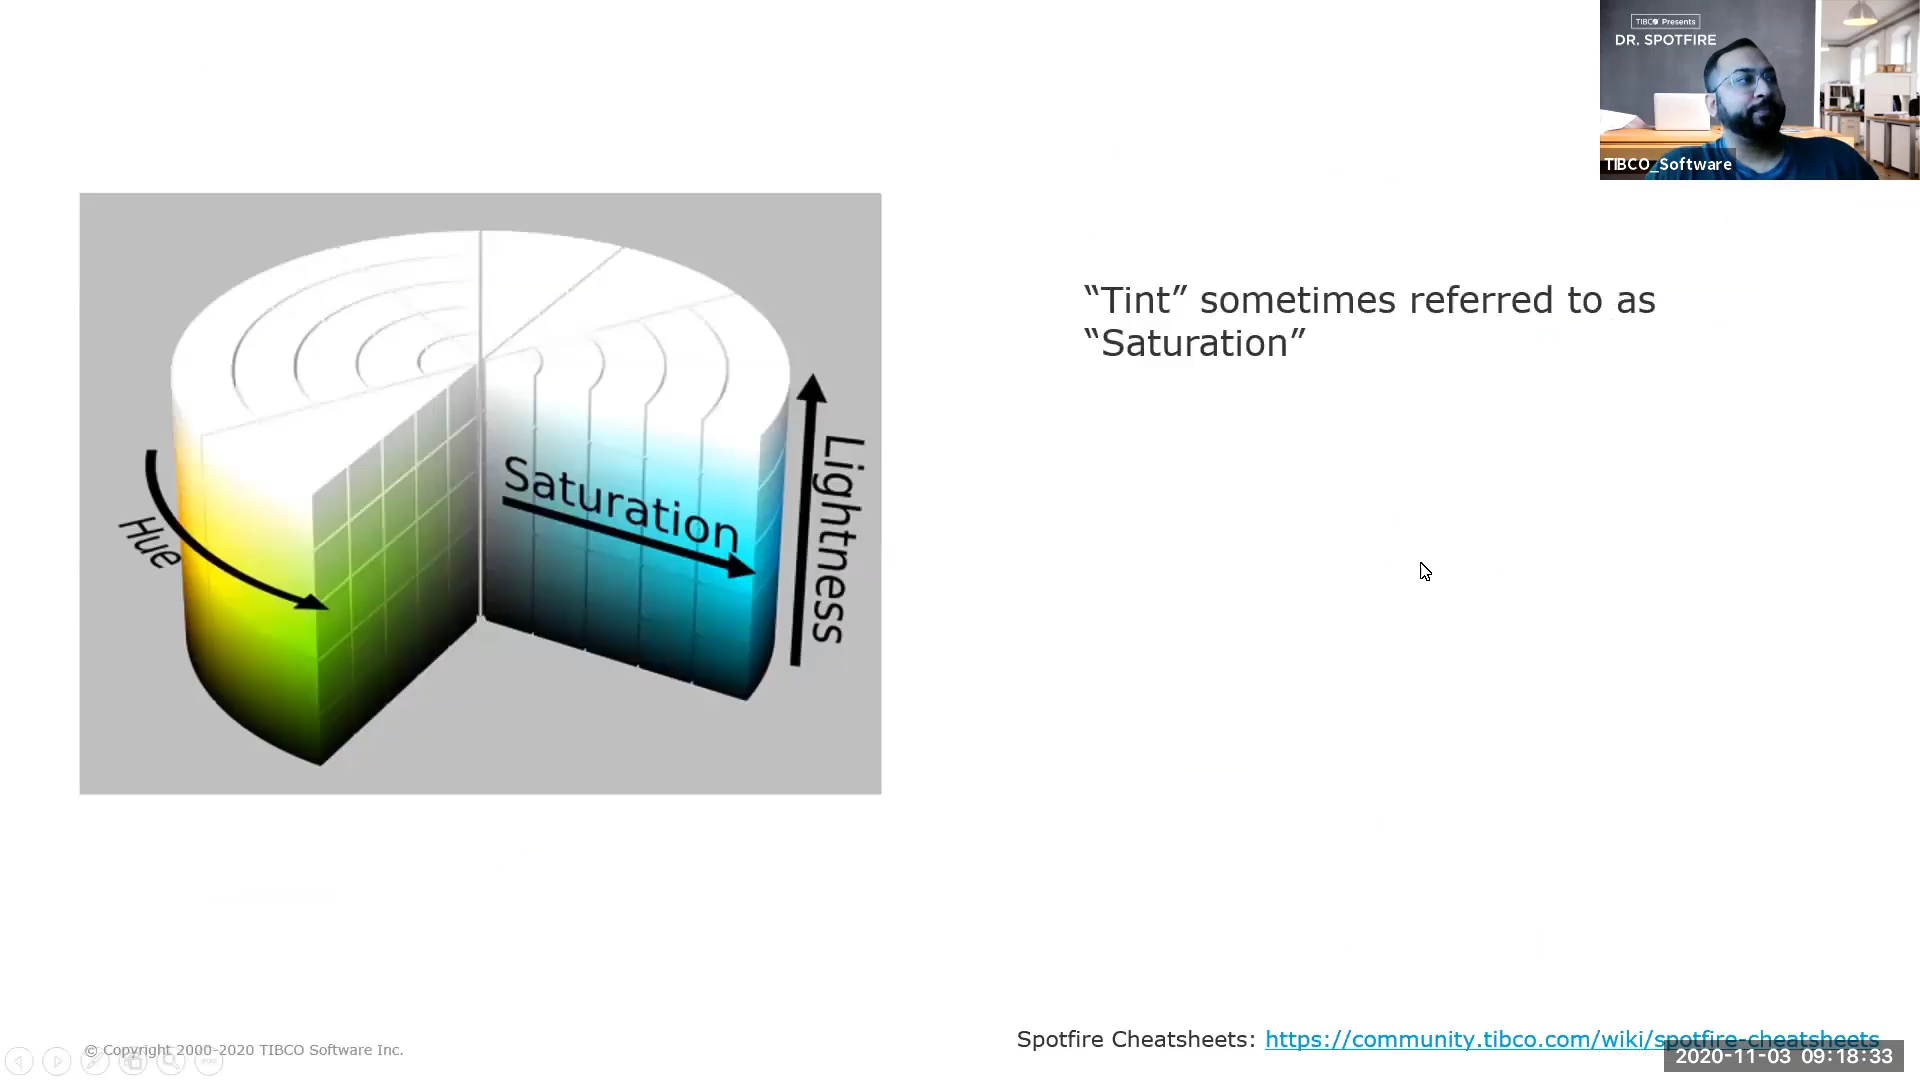 TIBCO Presents
DR. SPOTFIRE
TIBCO_Software
“Tint” sometimes referred to as
“Saturation”
Saturation
Lightness
Hue
Spotfire Cheatsheets: https://community.tibco.com/wiki/spotfire-cheatsheets
© Copyright 2000-2020 TIBCO Software Inc.
2020-11-03 09:18:33